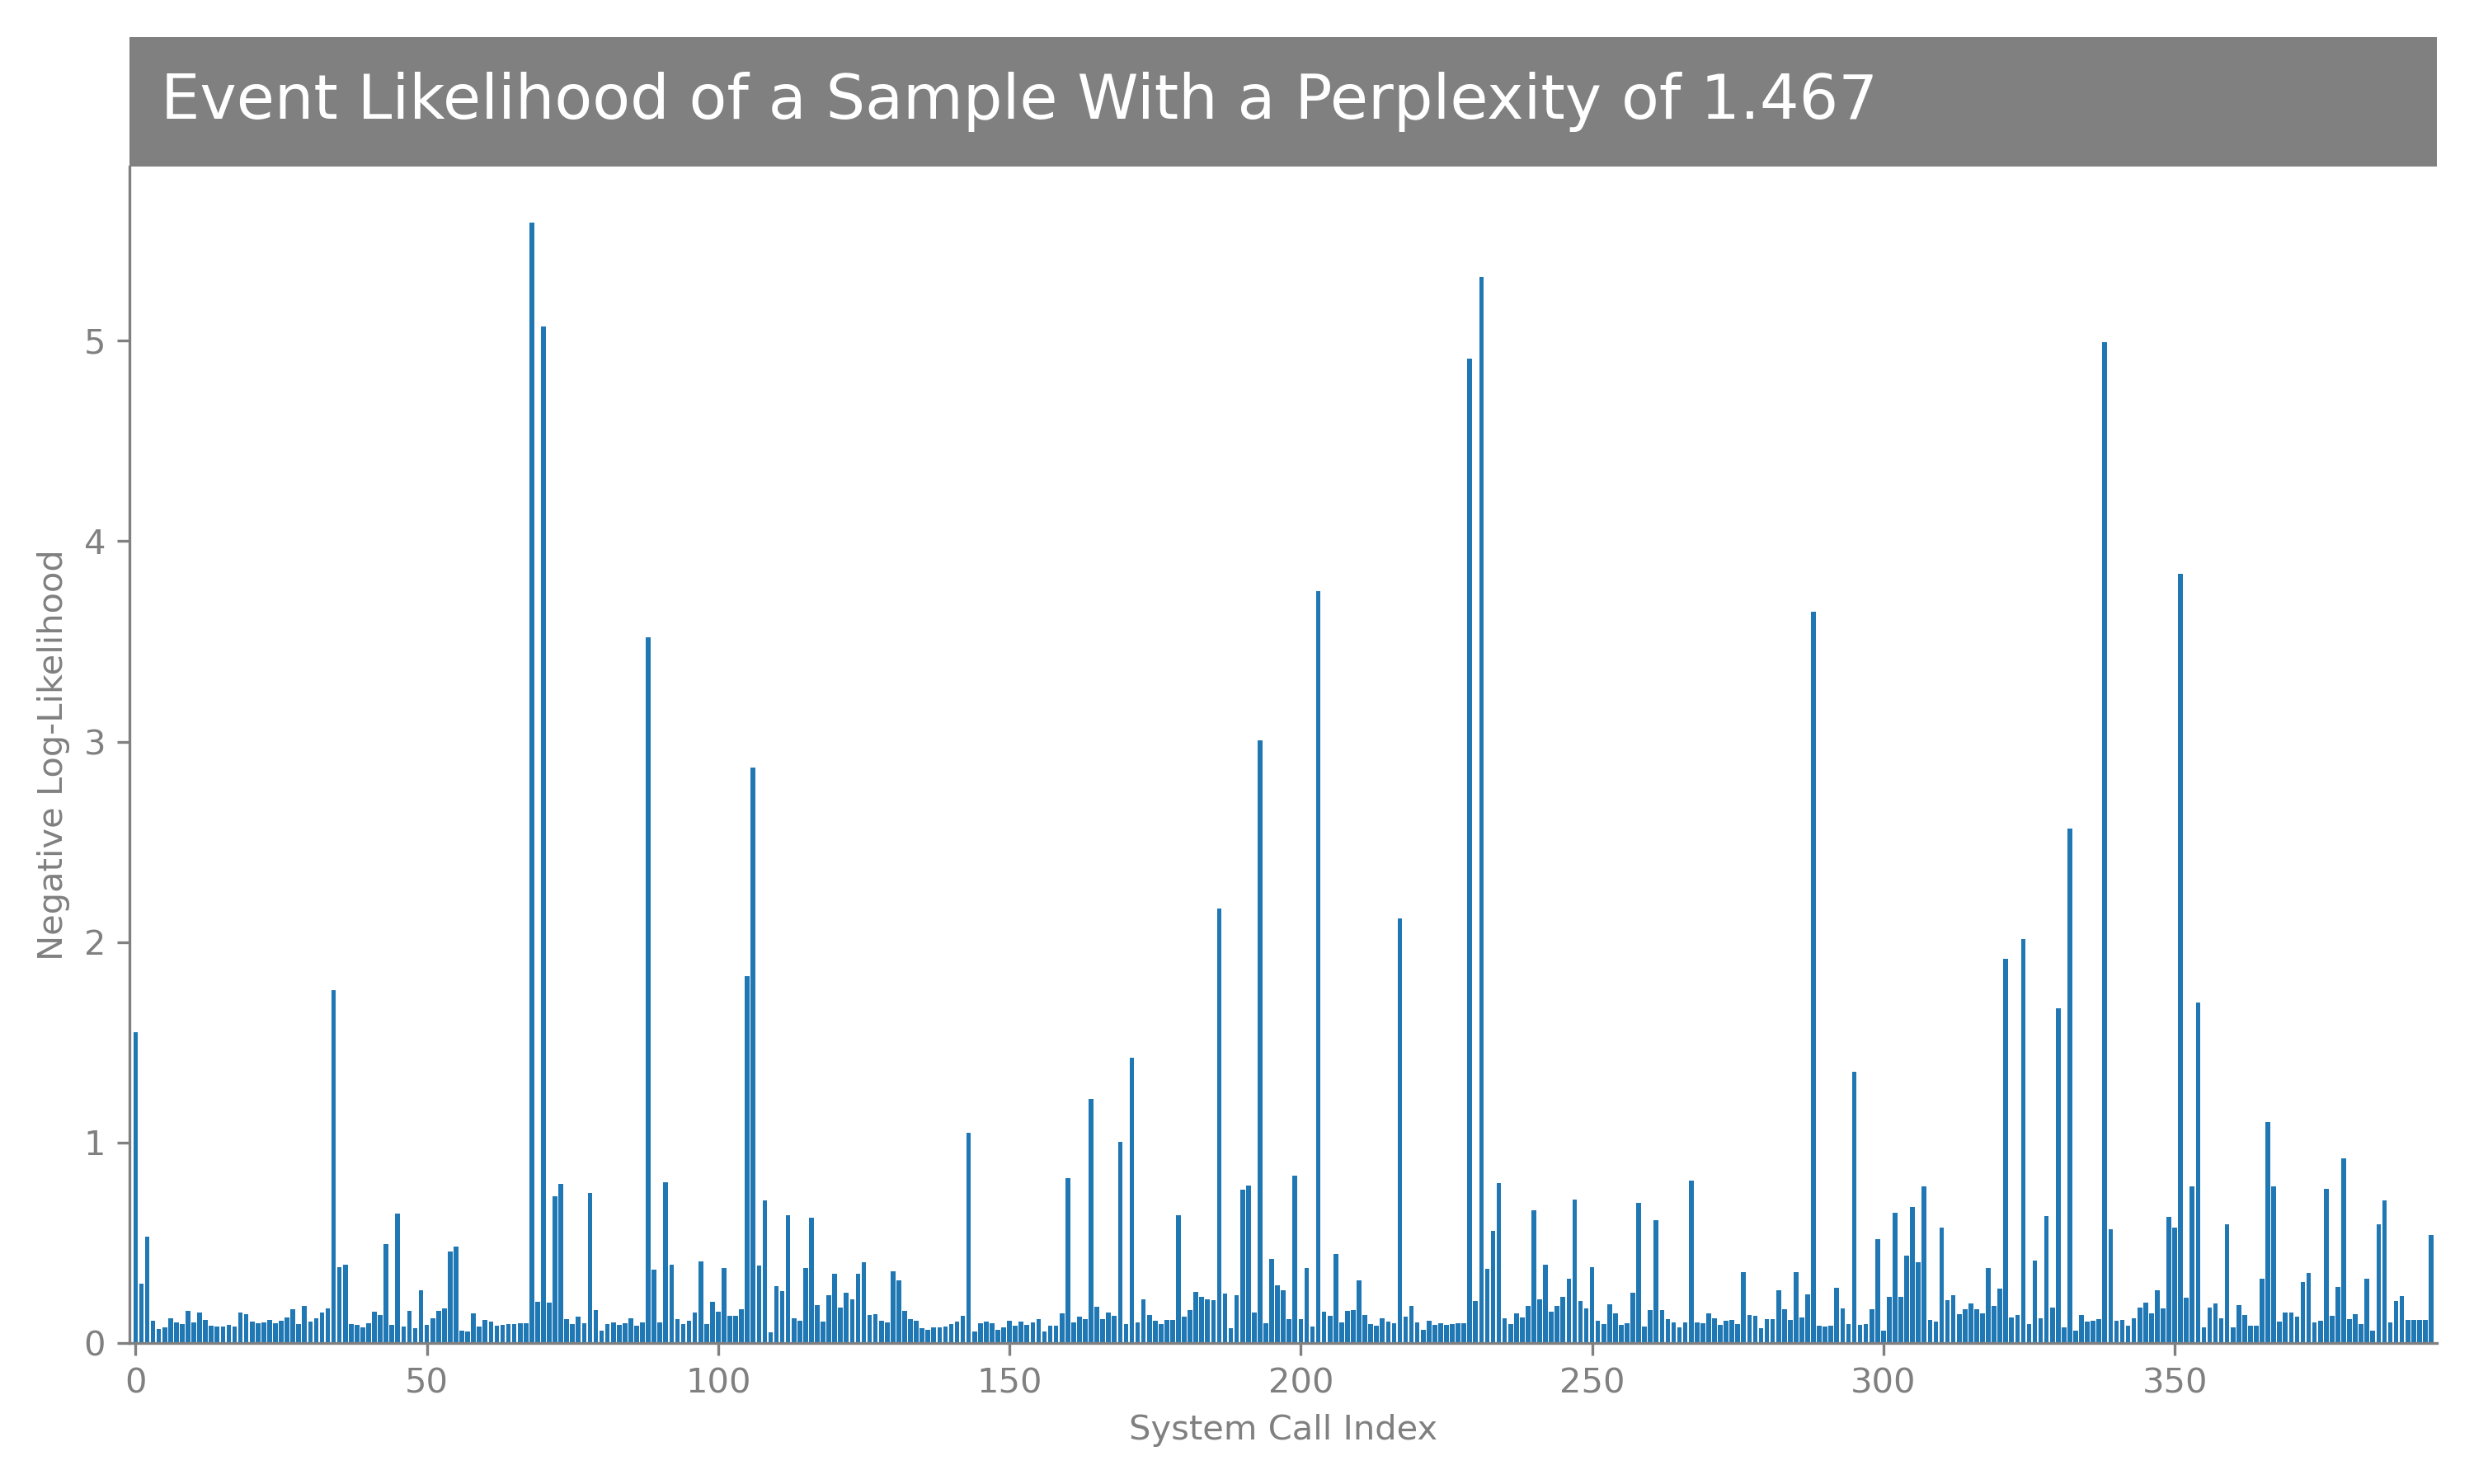 Event Likelihood of a Sample With a Perplexity of 1.467
Negative Log-Likelihood
5
4
3
2
1
0
0 50 100 150 200 250 300 350
System Call Index